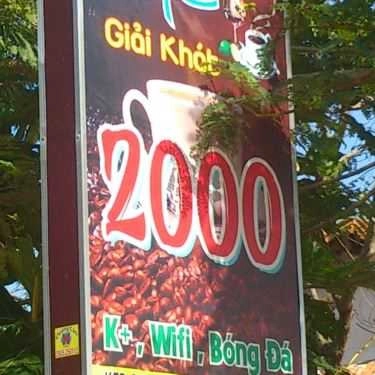 Giải Khát
2000
K+, Wifi, Bóng Đá